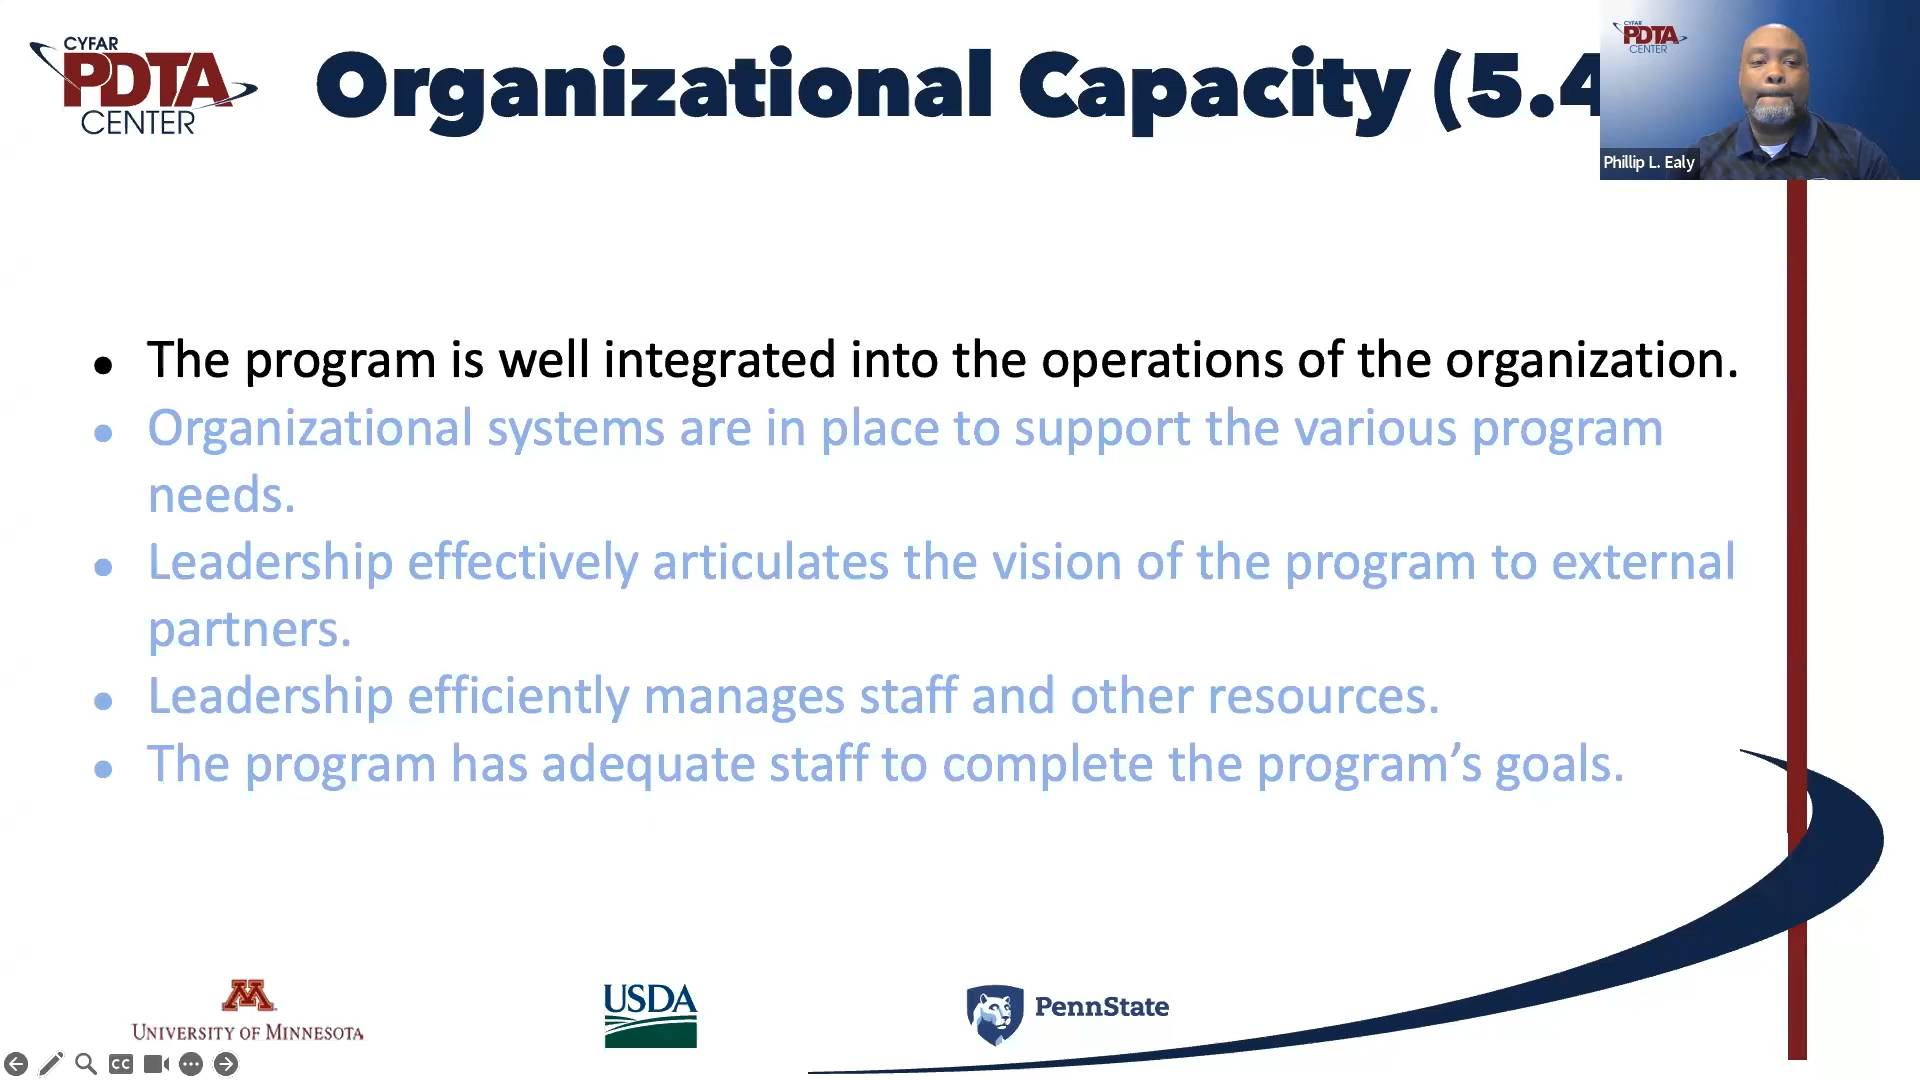 CYFAR
PDTA
CENTER
Organizational Capacity (5.4
CYFAR
PDTA
CENTER
Phillip L. Ealy
• The program is well integrated into the operations of the organization.
• Organizational systems are in place to support the various program
needs.
• Leadership effectively articulates the vision of the program to external
partners.
• Leadership efficiently manages staff and other resources.
• The program has adequate staff to complete the program’s goals.
M
UNIVERSITY OF MINNESOTA
USDA
PennState
CC